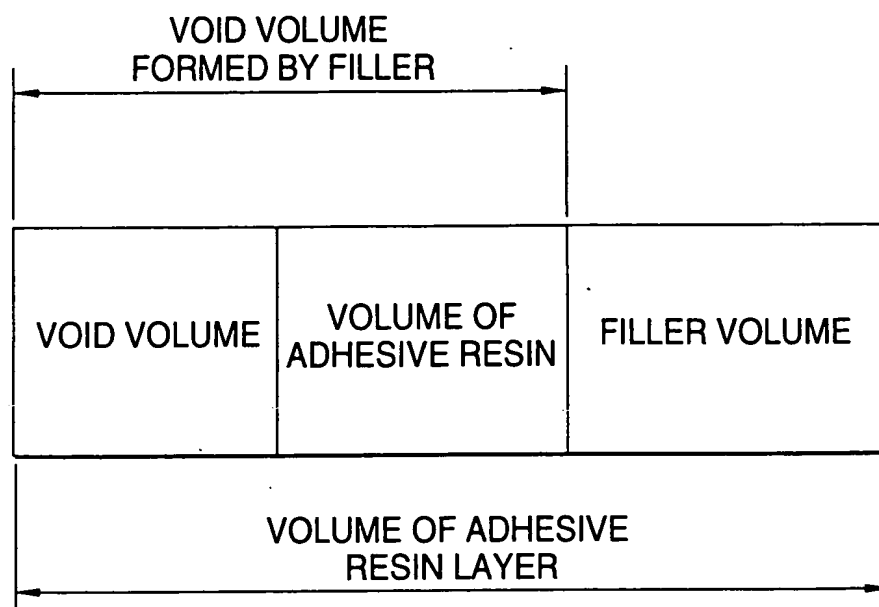 VOID VOLUME
FORMED BY FILLER
VOID VOLUME
VOLUME OF
ADHESIVE RESIN
FILLER VOLUME
VOLUME OF ADHESIVE
RESIN LAYER